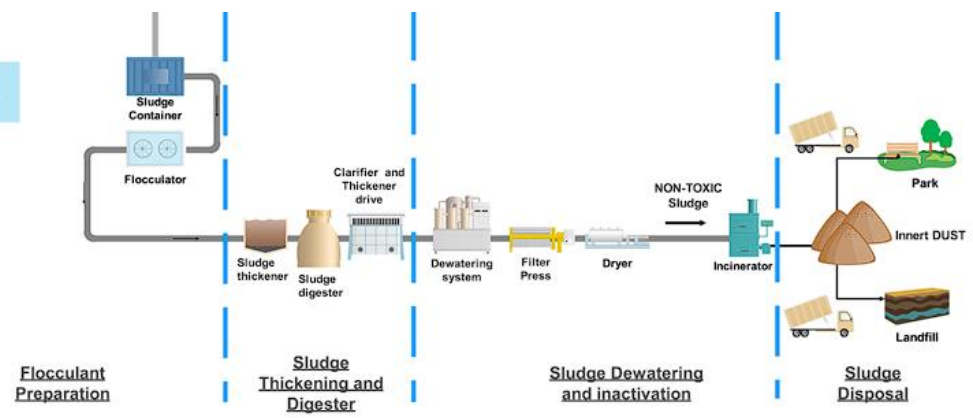 Sludge
Container
Flocculator
Sludge
thickener
Sludge
digester
Clarifier and
Thickener
drive
Dewatering
system
Filter
Press
Dryer
NON-TOXIC
Sludge
Incinerator
Park
Innert DUST
Landfill
Flocculant
Preparation
Sludge
Thickening and
Digester
Sludge Dewatering
and inactivation
Sludge
Disposal